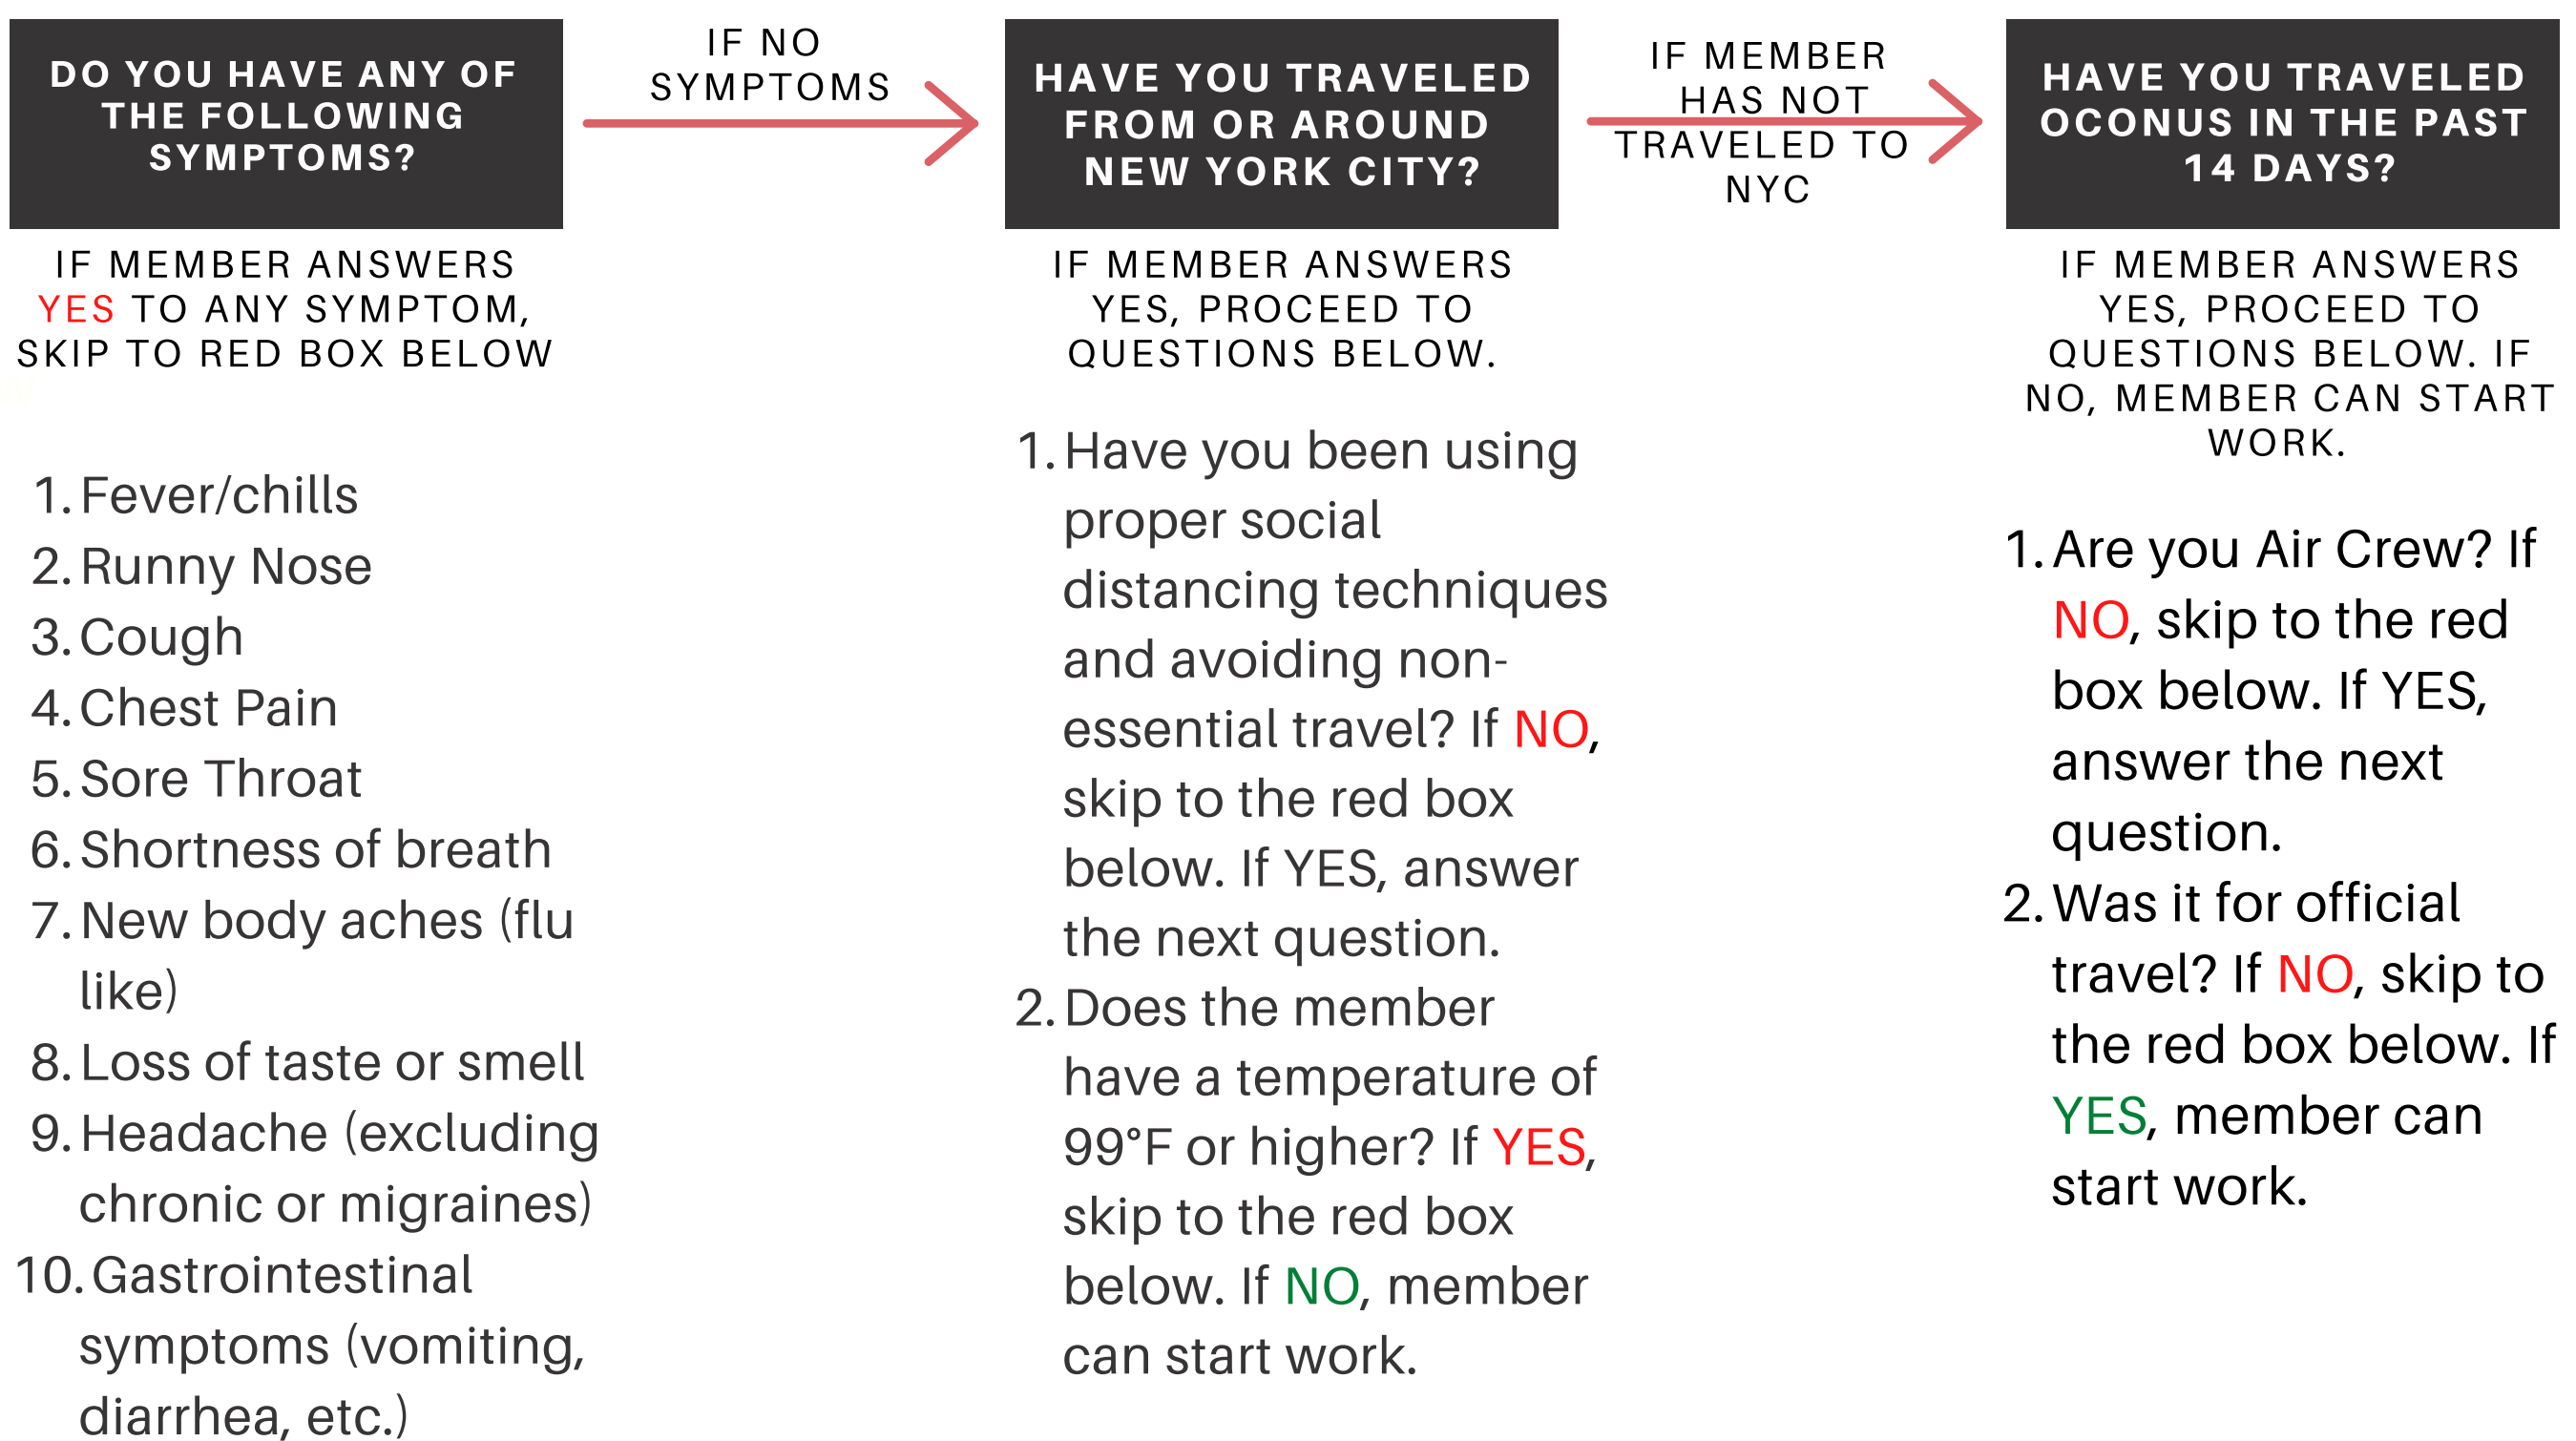 DO YOU HAVE ANY OF
THE FOLLOWING
SYMPTOMS?
IF MEMBER ANSWERS
YES TO ANY SYMPTOM,
SKIP TO RED BOX BELOW
1. Fever/chills
2. Runny Nose
3. Cough
4. Chest Pain
5. Sore Throat
6. Shortness of breath
7. New body aches (flu
like)
8. Loss of taste or smell
9. Headache (excluding
chronic or migraines)
10. Gastrointestinal
symptoms (vomiting,
diarrhea, etc.)
IF NO
SYMPTOMS
HAVE YOU TRAVELED
FROM OR AROUND
NEW YORK CITY?
IF MEMBER ANSWERS
YES, PROCEED TO
QUESTIONS BELOW.
1. Have you been using
proper social
distancing techniques
and avoiding non-
essential travel? If NO,
skip to the red box
below. If YES, answer
the next question.
2. Does the member
have a temperature of
99°F or higher? If YES,
skip to the red box
below. If NO, member
can start work.
IF MEMBER
HAS NOT
TRAVELED TO
NYC
HAVE YOU TRAVELED
OCONUS IN THE PAST
14 DAYS?
IF MEMBER ANSWERS
YES, PROCEED TO
QUESTIONS BELOW. IF
NO, MEMBER CAN START
WORK.
1. Are you Air Crew? If
NO, skip to the red
box below. If YES,
answer the next
question.
2. Was it for official
travel? If NO, skip to
the red box below. If
YES, member can
start work.